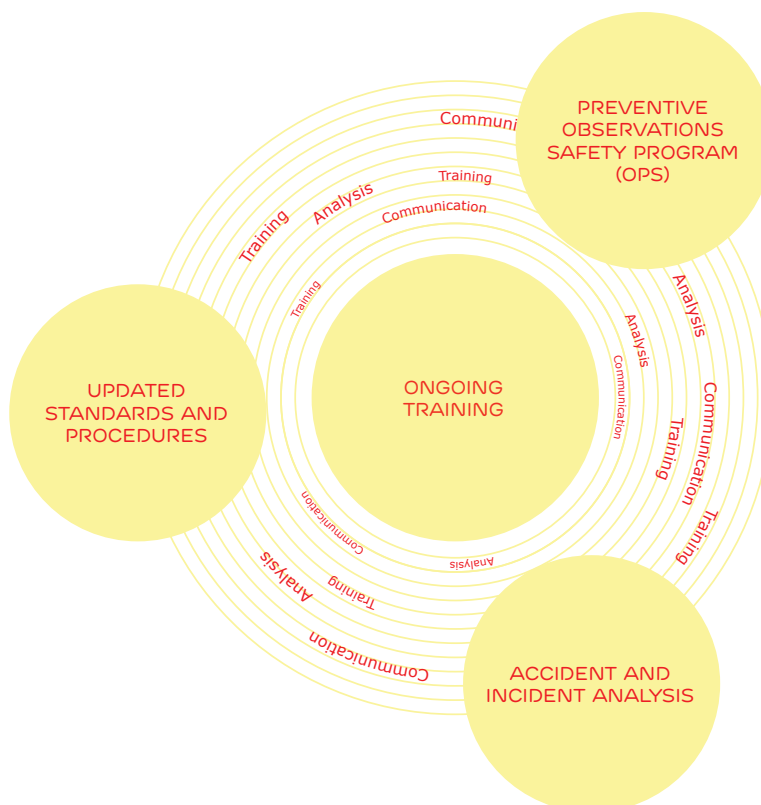 PREVENTIVE
OBSERVATIONS
SAFETY PROGRAM
(OPS)
Communi
Training
Analysis
Training
Communication
Training
Analysis
Analysis
Communication
UPDATED
STANDARDS AND
PROCEDURES
ONGOING
TRAINING
Communication
Training
Training
Communication
Analysis
Analysis
Training
Communication
ACCIDENT AND
INCIDENT ANALYSIS